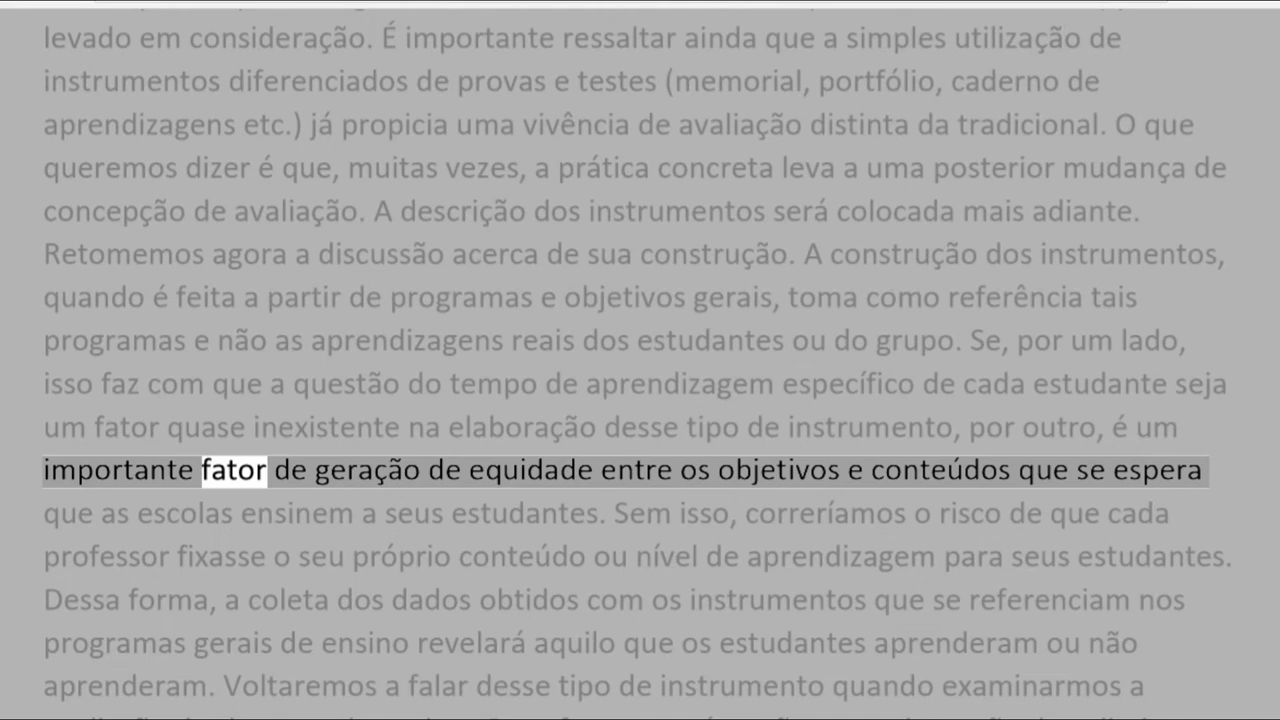 levado em consideração. É importante ressaltar ainda que a simples utilização de
instrumentos diferenciados de provas e testes (memorial, portfólio, caderno de
aprendizagens etc.) já propicia uma vivência de avaliação distinta da tradicional. O que
queremos dizer é que, muitas vezes, a prática concreta leva a uma posterior mudança de
concepção de avaliação. A descrição dos instrumentos será colocada mais adiante.
Retomemos agora a discussão acerca de sua construção. A construção dos instrumentos,
quando é feita a partir de programas e objetivos gerais, toma como referência tais
programas e não as aprendizagens reais dos estudantes ou do grupo. Se, por um lado,
isso faz com que a questão do tempo de aprendizagem específico de cada estudante seja
um fator quase inexistente na elaboração desse tipo de instrumento, por outro, é um
importante fator de geração de equidade entre os objetivos e conteúdos que se espera
que as escolas ensinem a seus estudantes. Sem isso, correríamos o risco de que cada
professor fixasse o seu próprio conteúdo ou nível de aprendizagem para seus estudantes.
Dessa forma, a coleta dos dados obtidos com os instrumentos que se referenciam nos
programas gerais de ensino revelará aquilo que os estudantes aprenderam ou não
aprenderam. Voltaremos a falar desse tipo de instrumento quando examinarmos a